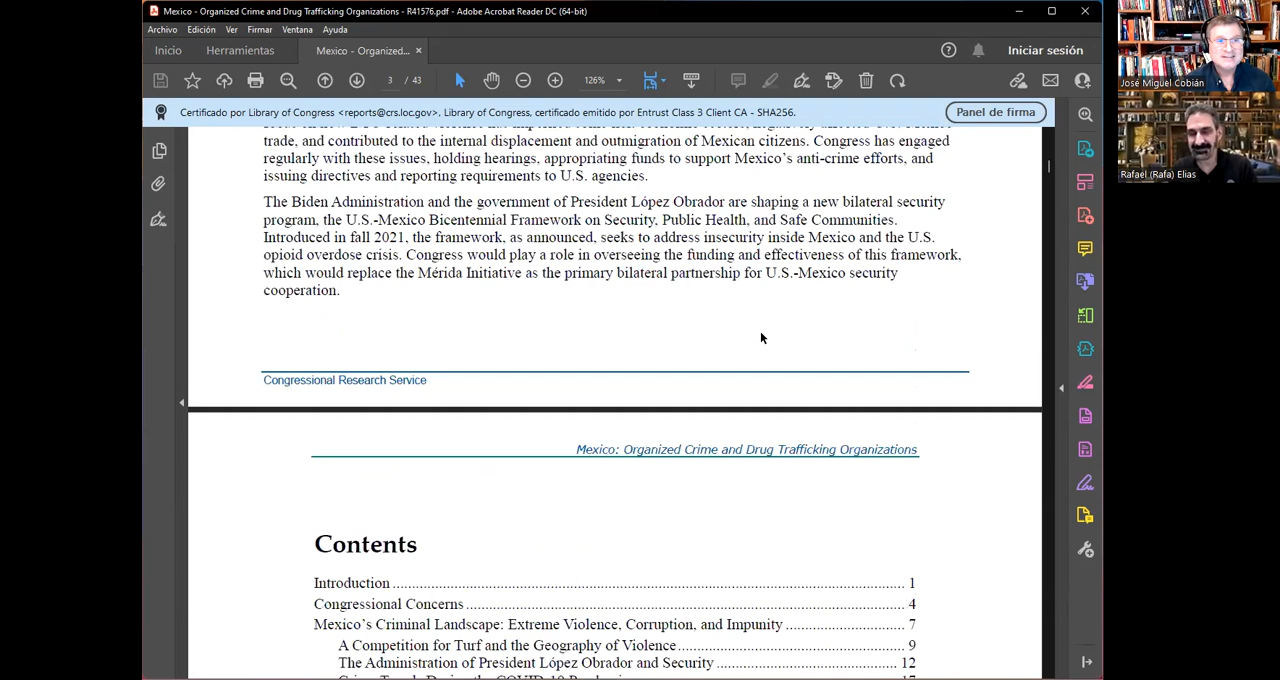 Mexico - Organized Crime and Drug Trafficking Organizations - R41576.pdf - Adobe Acrobat Reader DC (64-bit)
Archivo Edición Ver Firmar Ventana Ayuda
Inicio Herramientas Mexico - Organized... × Iniciar sesión
3 / 43 126%
Certificado por Library of Congress <reports@crs.loc.gov>, Library of Congress, certificado emitido por Entrust Class 3 Client CA - SHA256. Panel de firma
trade, and contributed to the internal displacement and outmigration of Mexican citizens. Congress has engaged
regularly with these issues, holding hearings, appropriating funds to support Mexico's anti-crime efforts, and
issuing directives and reporting requirements to U.S. agencies.
The Biden Administration and the government of President López Obrador are shaping a new bilateral security
program, the U.S.-Mexico Bicentennial Framework on Security, Public Health, and Safe Communities.
Introduced in fall 2021, the framework, as announced, seeks to address insecurity inside Mexico and the U.S.
opioid overdose crisis. Congress would play a role in overseeing the funding and effectiveness of this framework,
which would replace the Mérida Initiative as the primary bilateral partnership for U.S.-Mexico security
cooperation.
Congressional Research Service
Mexico: Organized Crime and Drug Trafficking Organizations
Contents
Introduction ........ 1
Congressional Concerns ........ 4
Mexico's Criminal Landscape: Extreme Violence, Corruption, and Impunity ........ 7
A Competition for Turf and the Geography of Violence ........ 9
The Administration of President López Obrador and Security ........ 12
José Miguel Cobián
Rafael (Rafa) Elias